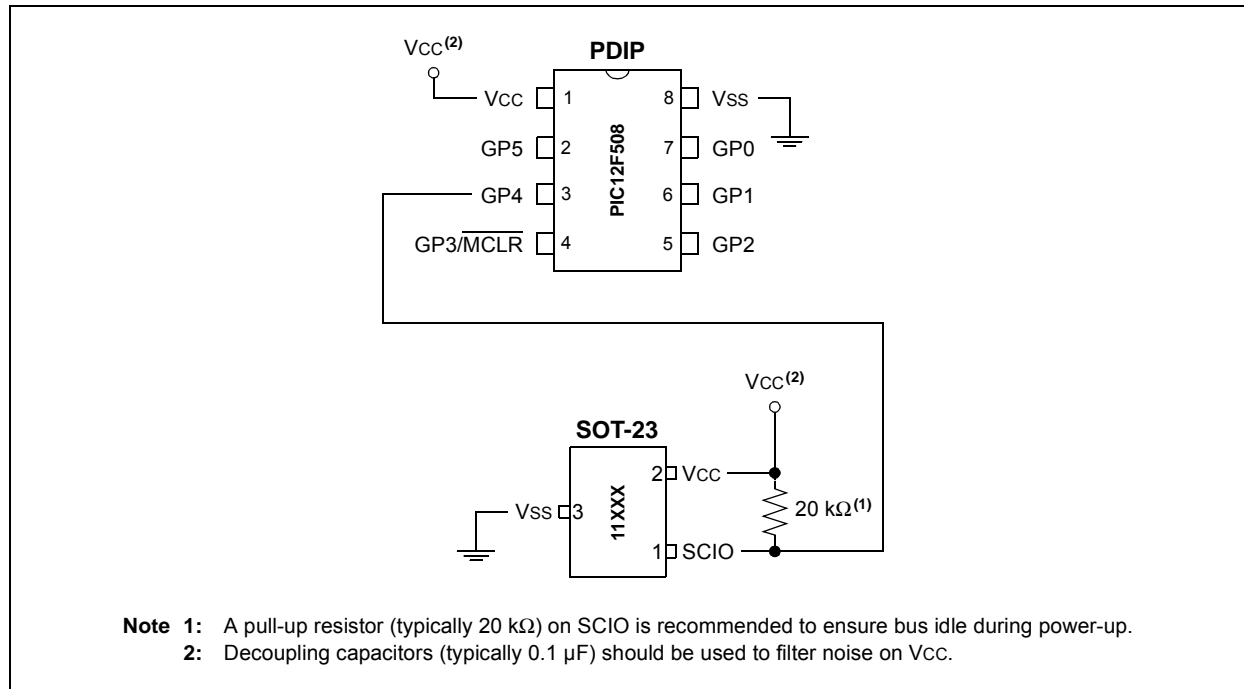 VCC(2)
PDIP
VCC 1 8 VSS
GP5 2 7 GP0
GP4 3 6 GP1
GP3/MCLR 4 5 GP2
PIC12F508
VCC(2)
SOT-23
2 VCC
VSS 3
11XXX
20 kΩ(1)
1 SCIO
Note 1: A pull-up resistor (typically 20 kΩ) on SCIO is recommended to ensure bus idle during power-up.
2: Decoupling capacitors (typically 0.1 µF) should be used to filter noise on VCC.